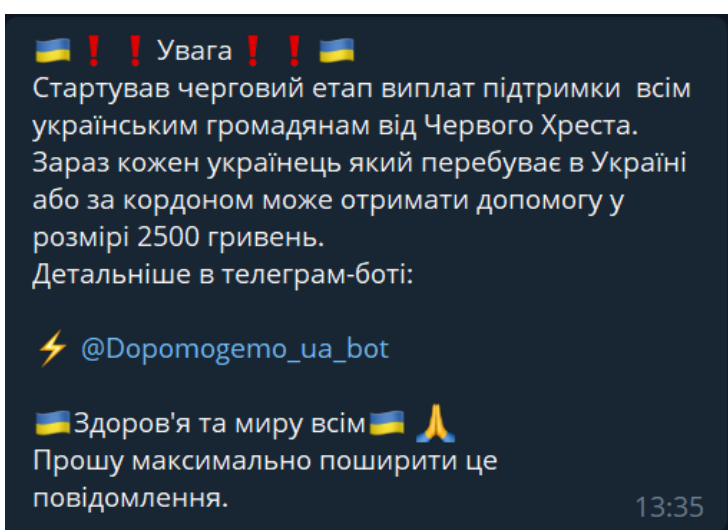 🇺🇦❗❗Увага❗❗🇺🇦
Стартував черговий етап виплат підтримки  всім
українським громадянам від Червого Хреста.
Зараз кожен українець який перебуває в Україні
або за кордоном може отримати допомогу у
розмірі 2500 гривень.
Детальніше в телеграм-боті:
⚡ @Dopomogemo_ua_bot
🇺🇦Здоров'я та миру всім🇺🇦🙏
Прошу максимально поширити це
повідомлення.
13:35